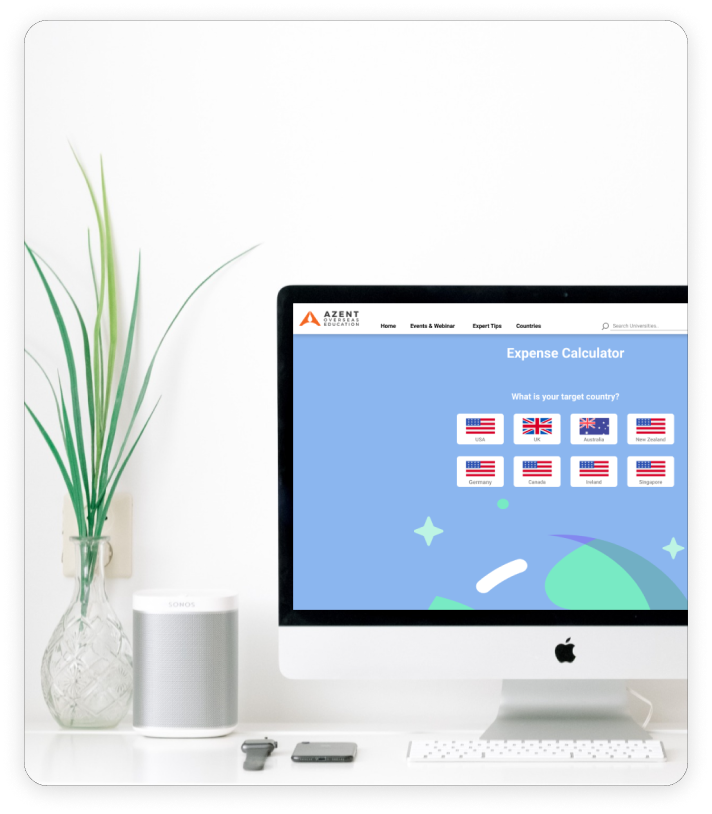 AZENT
OVERSEAS
EDUCATION
Home Events & Webinar Expert Tips Countries Search Universities.
Expense Calculator
What is your target country?
USA UK Australia New Zealand
Germany Canada Ireland Singapore
SONOS